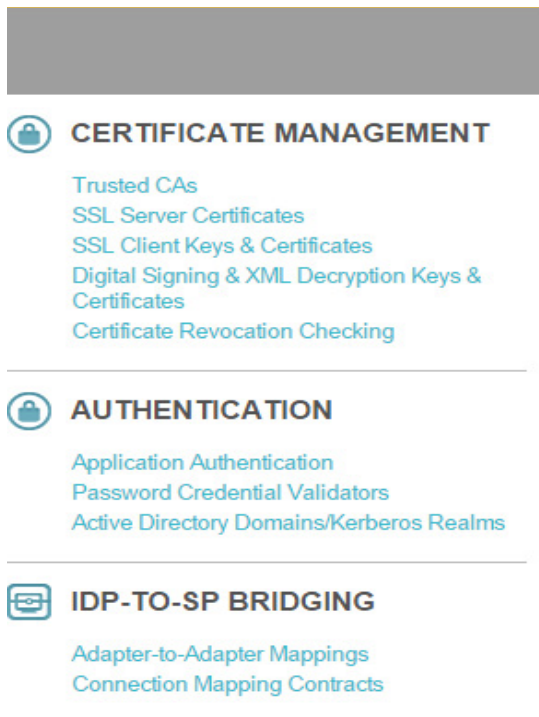 CERTIFICATE MANAGEMENT
Trusted CAs
SSL Server Certificates
SSL Client Keys & Certificates
Digital Signing & XML Decryption Keys &
Certificates
Certificate Revocation Checking
AUTHENTICATION
Application Authentication
Password Credential Validators
Active Directory Domains/Kerberos Realms
IDP-TO-SP BRIDGING
Adapter-to-Adapter Mappings
Connection Mapping Contracts